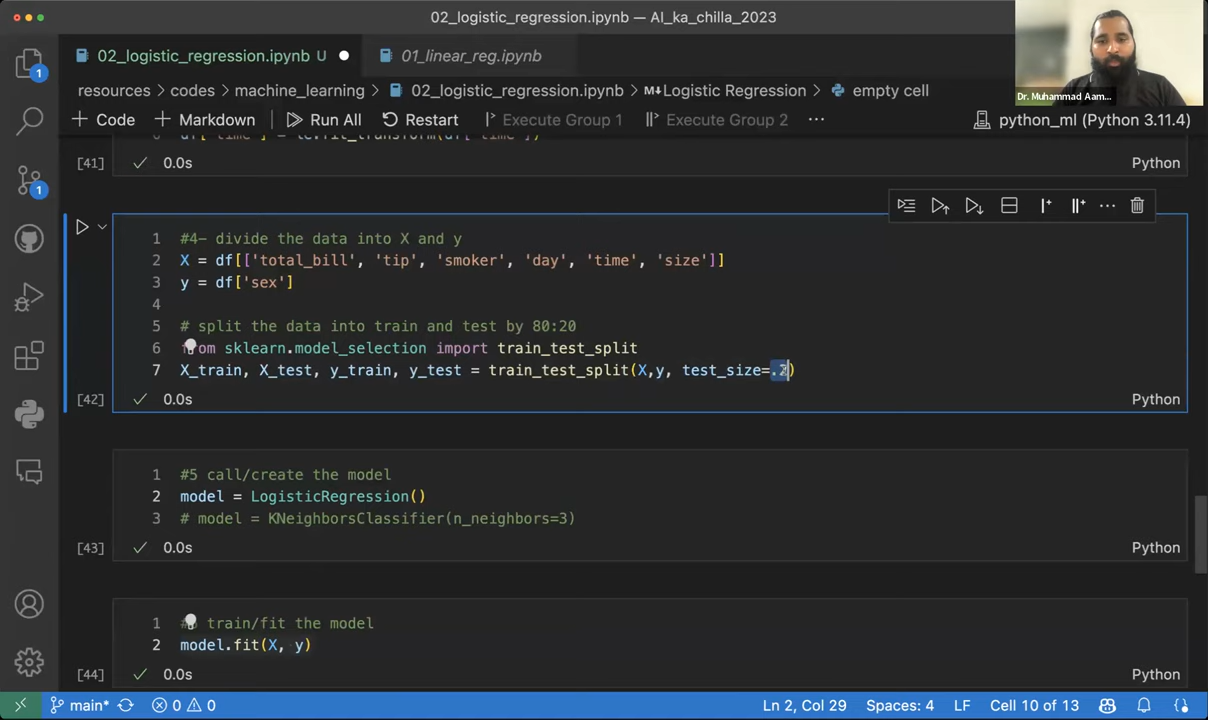 02_logistic_regression.ipynb — AI_ka_chilla_2023
02_logistic_regression.ipynb U
01_linear_reg.ipynb
resources > codes > machine_learning > 02_logistic_regression.ipynb > Logistic Regression > empty cell
Dr. Muhammad Aam...
+ Code + Markdown Run All Restart Execute Group 1 Execute Group 2 ...
python_ml (Python 3.11.4)
[41] 0.0s Python
1 #4- divide the data into X and y
2 X = df[['total_bill', 'tip', 'smoker', 'day', 'time', 'size']]
3 y = df['sex']
4
5 # split the data into train and test by 80:20
6 from sklearn.model_selection import train_test_split
7 X_train, X_test, y_train, y_test = train_test_split(X,y, test_size=.2)
[42] 0.0s Python
1 #5 call/create the model
2 model = LogisticRegression()
3 # model = KNeighborsClassifier(n_neighbors=3)
[43] 0.0s Python
1 # train/fit the model
2 model.fit(X, y)
[44] 0.0s Python
1
1
main* 0 0 Ln 2, Col 29 Spaces: 4 LF Cell 10 of 13